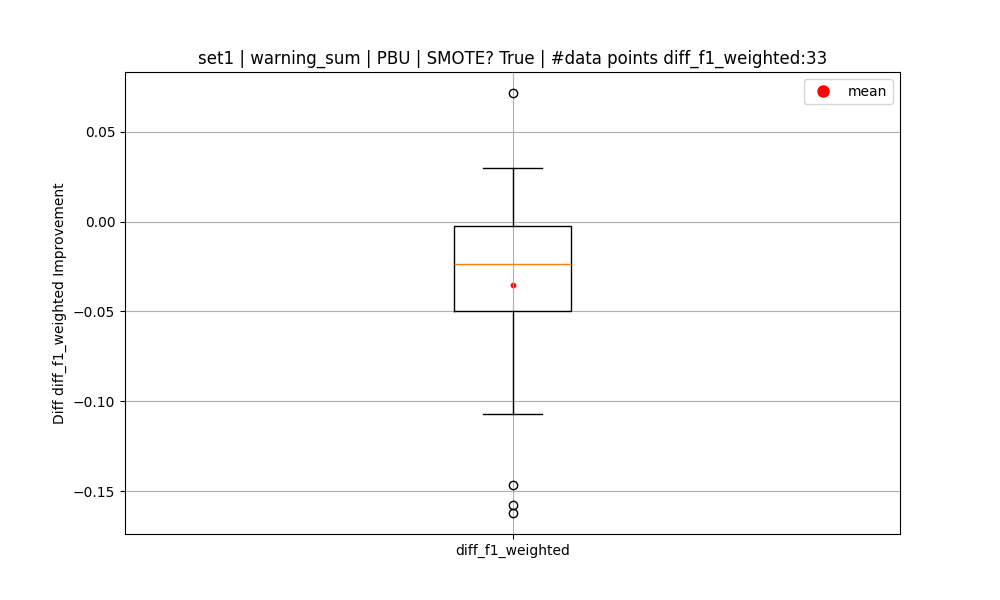 set1 | warning_sum | PBU | SMOTE? True | #data points diff_f1_weighted:33
mean
Diff diff_f1_weighted Improvement
0.05
0.00
−0.05
−0.10
−0.15
diff_f1_weighted